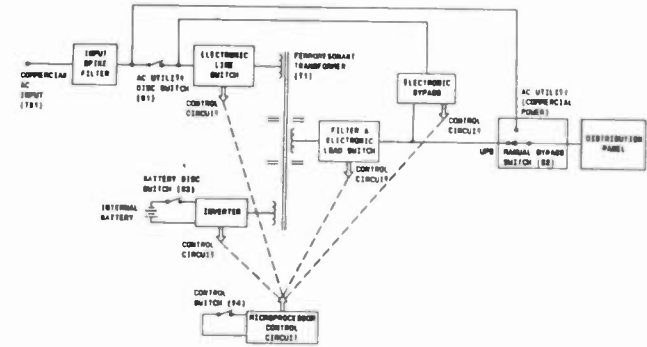 INPUT
SPIKE
FILTER
COMMERCIAL
AC
INPUT
(TB1)
AC UTILITY
DISC SWITCH
(S1)
ELECTRONIC
LINE
SWITCH
CONTROL
CIRCUIT
FERRORESONANT
TRANSFORMER
(T1)
ELECTRONIC
BYPASS
CONTROL
CIRCUIT
AC UTILITY
(COMMERCIAL
POWER)
FILTER &
ELECTRONIC
LOAD SWITCH
CONTROL
CIRCUIT
UPS
MANUAL BYPASS
SWITCH (S2)
DISTRIBUTION
PANEL
BATTERY DISC
SWITCH (S3)
INTERNAL
BATTERY
INVERTER
CONTROL
CIRCUIT
CONTROL
SWITCH (S4)
MICROPROCESSOR
CONTROL
CIRCUIT